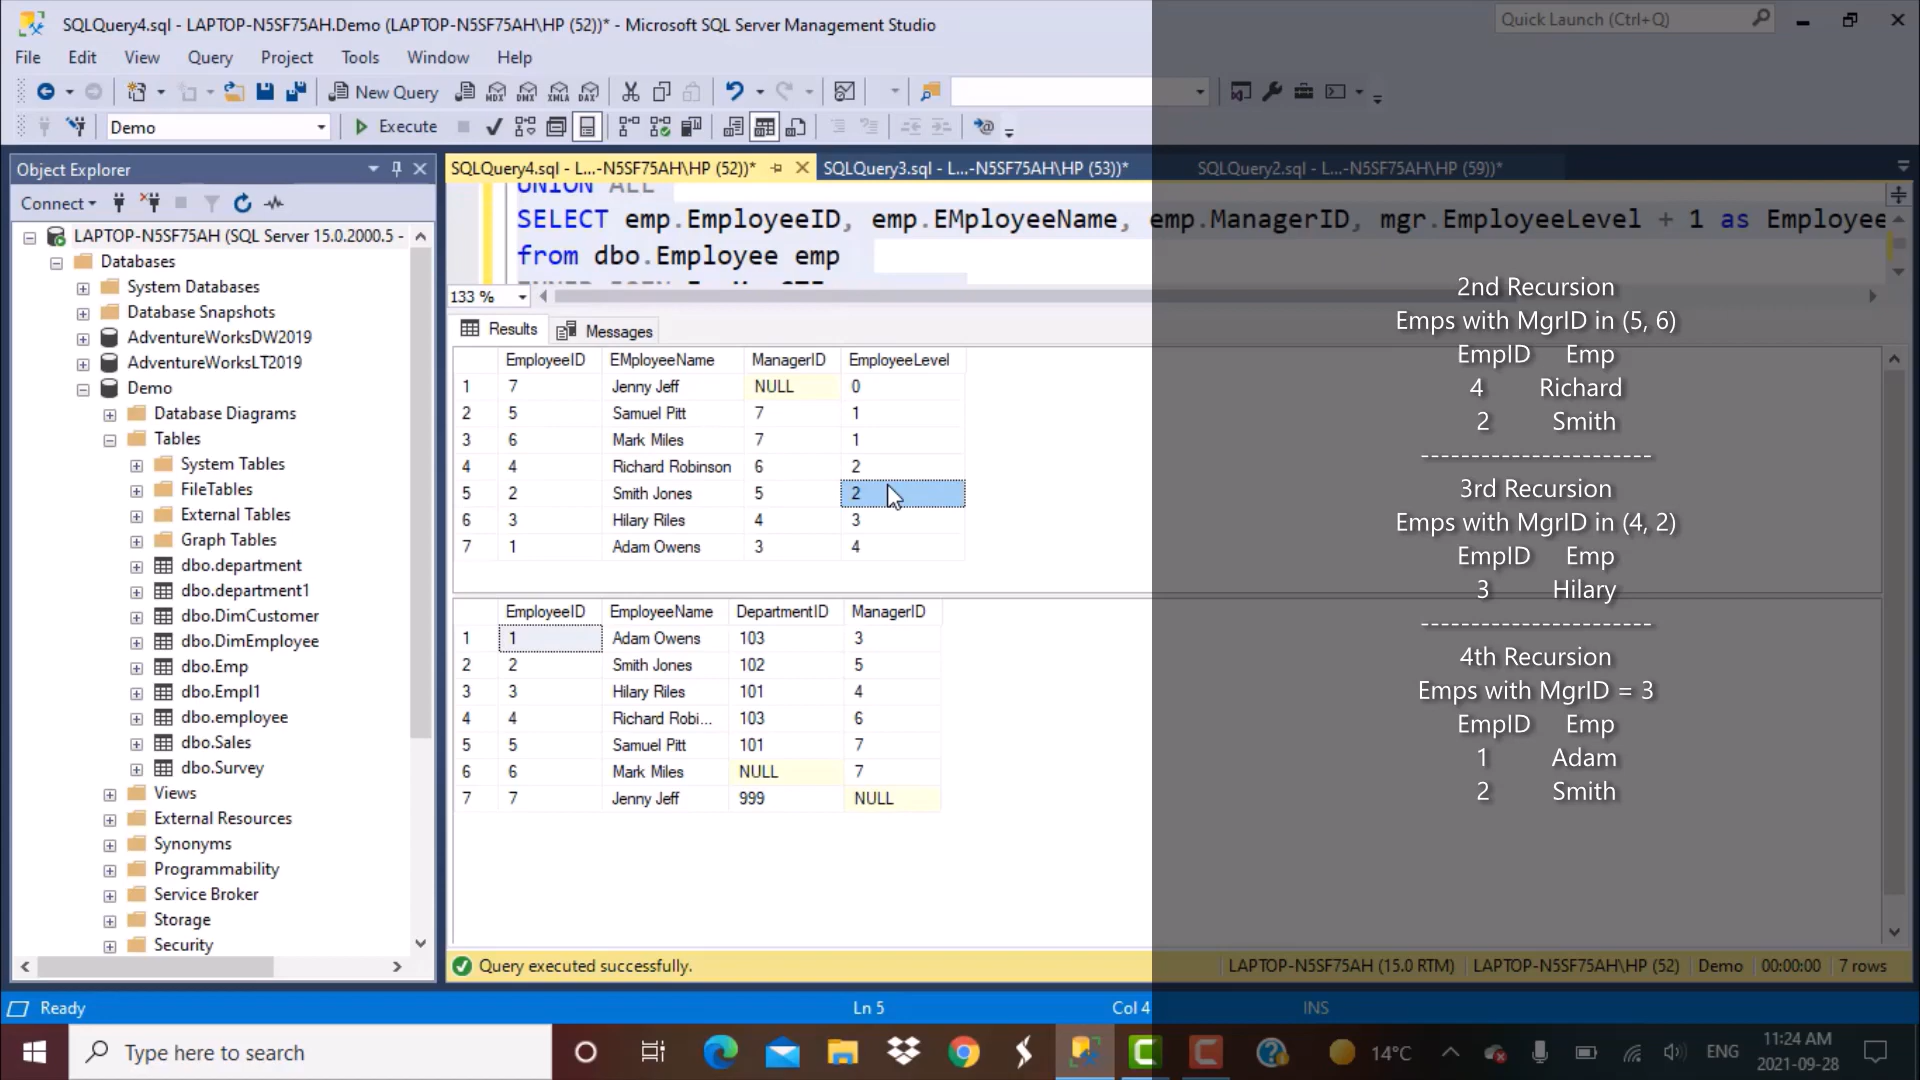 SQLQuery4.sql - LAPTOP-N5SF75AH.Demo (LAPTOP-N5SF75AH\HP (52))* - Microsoft SQL Server Management Studio
Quick Launch (Ctrl+Q)
File Edit View Query Project Tools Window Help
New Query
MDX DMX XMLA DAX
Demo
Execute
Object Explorer
SQLQuery4.sql - L...-N5SF75AH\HP (52))*
SQLQuery3.sql - L...-N5SF75AH\HP (53))*
SQLQuery2.sql - L...-N5SF75AH\HP (59))*
Connect
LAPTOP-N5SF75AH (SQL Server 15.0.2000.5 -
Databases
System Databases
Database Snapshots
AdventureWorksDW2019
AdventureWorksLT2019
Demo
Database Diagrams
Tables
System Tables
FileTables
External Tables
Graph Tables
dbo.department
dbo.department1
dbo.DimCustomer
dbo.DimEmployee
dbo.Emp
dbo.Empl1
dbo.employee
dbo.Sales
dbo.Survey
Views
External Resources
Synonyms
Programmability
Service Broker
Storage
Security
UNION ALL
SELECT emp.EmployeeID, emp.EMployeeName, emp.ManagerID, mgr.EmployeeLevel + 1 as Employee
from dbo.Employee emp
133 %
Results Messages
EmployeeID EMployeeName ManagerID EmployeeLevel
1 7 Jenny Jeff NULL 0
2 5 Samuel Pitt 7 1
3 6 Mark Miles 7 1
4 4 Richard Robinson 6 2
5 2 Smith Jones 5 2
6 3 Hilary Riles 4 3
7 1 Adam Owens 3 4
EmployeeID EmployeeName DepartmentID ManagerID
1 1 Adam Owens 103 3
2 2 Smith Jones 102 5
3 3 Hilary Riles 101 4
4 4 Richard Robi... 103 6
5 5 Samuel Pitt 101 7
6 6 Mark Miles NULL 7
7 7 Jenny Jeff 999 NULL
2nd Recursion
Emps with MgrID in (5, 6)
EmpID Emp
4 Richard
2 Smith
-----------------------
3rd Recursion
Emps with MgrID in (4, 2)
EmpID Emp
3 Hilary
-----------------------
4th Recursion
Emps with MgrID = 3
EmpID Emp
1 Adam
2 Smith
Query executed successfully.
LAPTOP-N5SF75AH (15.0 RTM) LAPTOP-N5SF75AH\HP (52) Demo 00:00:00 7 rows
Ready Ln 5 Col 4 INS
Type here to search
14°C
ENG
11:24 AM
2021-09-28